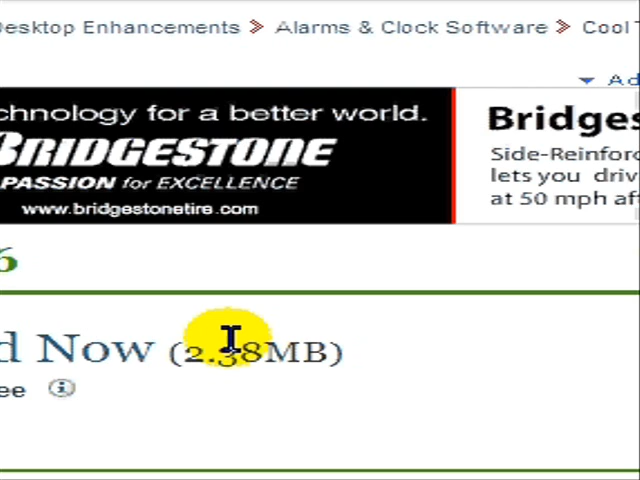 Desktop Enhancements > Alarms & Clock Software > Cool
Ad
chnology for a better world.
BRIDGESTONE
PASSION for EXCELLENCE
www.bridgestonetire.com
Bridges
Side-Reinforc
lets you driv
at 50 mph aft
6
d Now (2.38MB)
ee